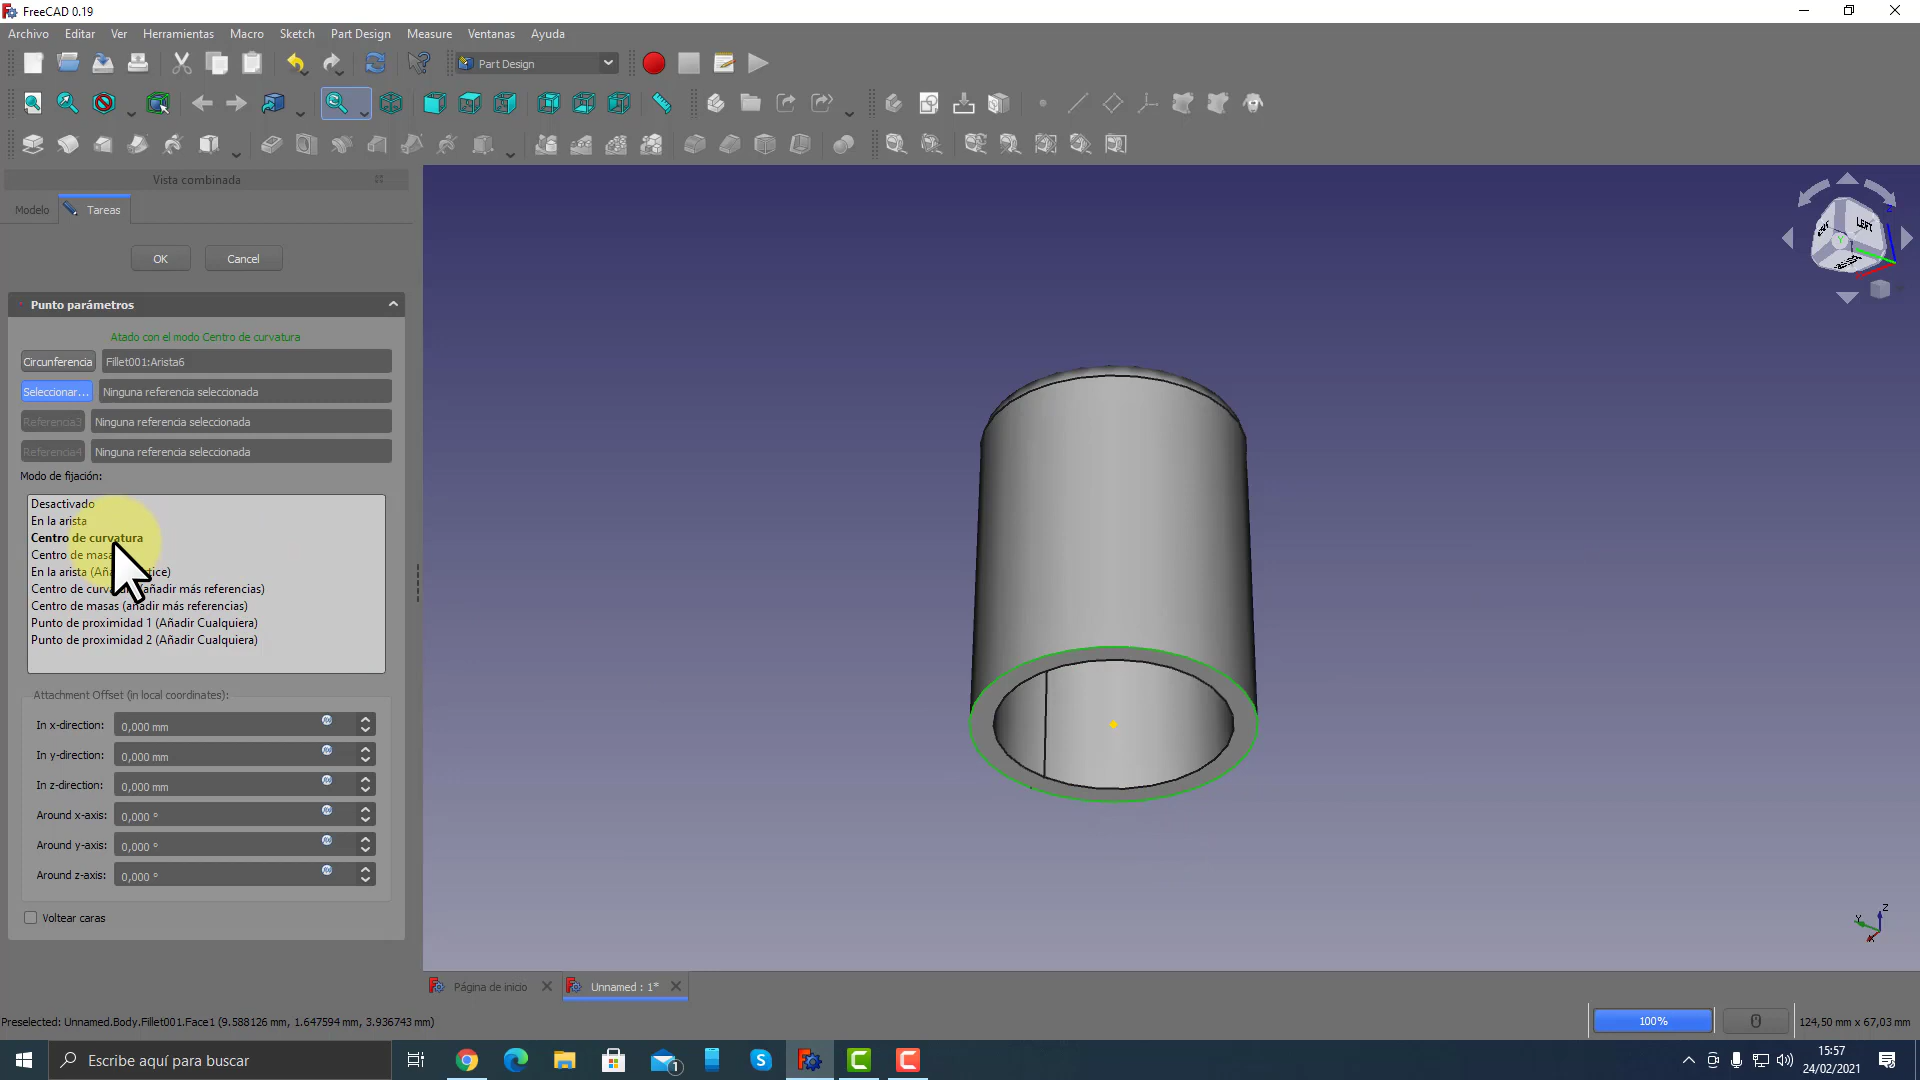 FreeCAD 0.19
Archivo Editar Ver Herramientas Macro Sketch Part Design Measure Ventanas Ayuda
Part Design
Vista combinada
Modelo Tareas
OK Cancel
Punto parámetros
Atado con el modo Centro de curvatura
Circunferencia Fillet001:Arista6
Seleccionar... Ninguna referencia seleccionada
Referencia3 Ninguna referencia seleccionada
Referencia4 Ninguna referencia seleccionada
Modo de fijación:
Desactivado
En la arista
Centro de curvatura
Centro de masa
En la arista
Centro de (añadir más referencias)
Centro de masas (añadir más referencias)
Punto de proximidad 1 (Añadir Cualquiera)
Punto de proximidad 2 (Añadir Cualquiera)
Attachment Offset (in local coordinates):
In x-direction: 0,000 mm
In y-direction: 0,000 mm
In z-direction: 0,000 mm
Around x-axis: 0,000 °
Around y-axis: 0,000 °
Around z-axis: 0,000 °
Voltear caras
LEFT
Z
Y
Z
Y
X
Página de inicio Unnamed : 1*
Preselected: Unnamed.Body.Fillet001.Face1 (9.588126 mm, 1.647594 mm, 3.936743 mm)
100%
124,50 mm x 67,03 mm
Escribe aquí para buscar
1
15:57
24/02/2021